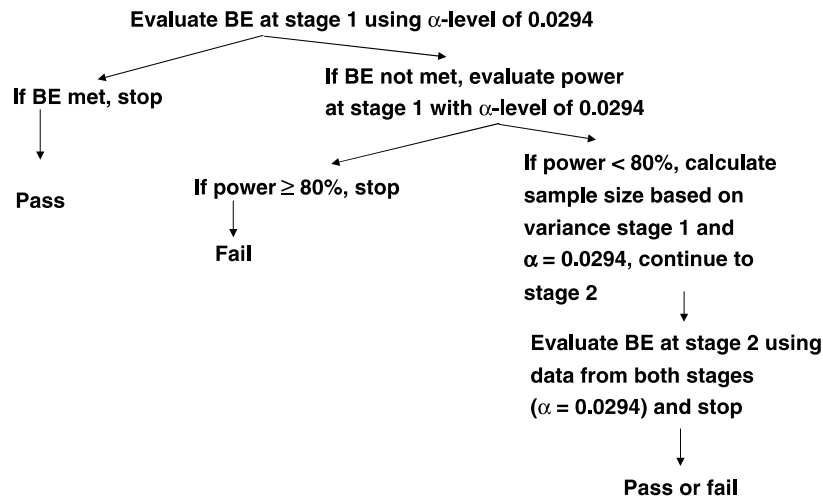 Evaluate BE at stage 1 using α-level of 0.0294
If BE met, stop
Pass
If BE not met, evaluate power
at stage 1 with α-level of 0.0294
If power ≥ 80%, stop
Fail
If power < 80%, calculate
sample size based on
variance stage 1 and
α = 0.0294, continue to
stage 2
Evaluate BE at stage 2 using
data from both stages
(α = 0.0294) and stop
Pass or fail